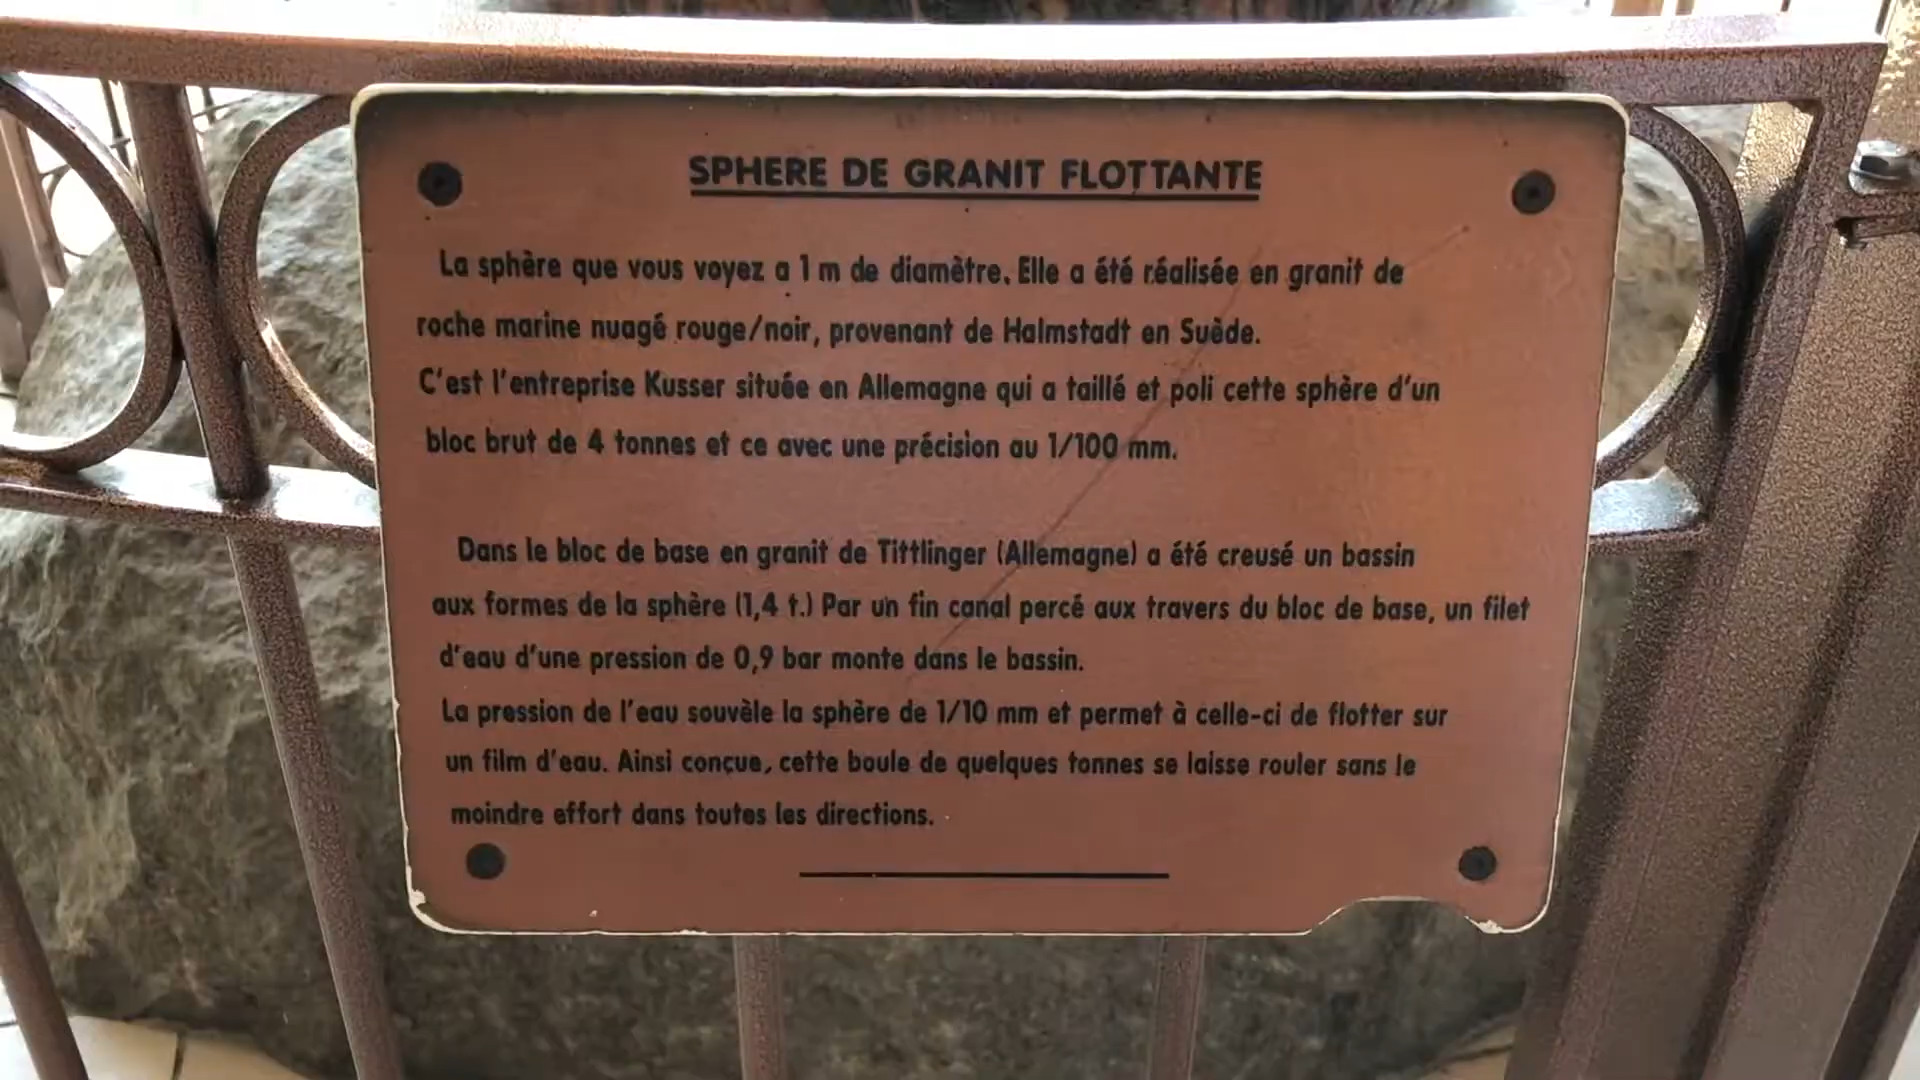 SPHERE DE GRANIT FLOTTANTE
La sphère que vous voyez a 1 m de diamètre. Elle a été réalisée en granit de
roche marine nuagé rouge/noir, provenant de Halmstadt en Suède.
C'est l'entreprise Kusser située en Allemagne qui a taillé et poli cette sphère d'un
bloc brut de 4 tonnes et ce avec une précision au 1/100 mm.
Dans le bloc de base en granit de Tittlinger (Allemagne) a été creusé un bassin
aux formes de la sphère (1,4 t.) Par un fin canal percé aux travers du bloc de base, un filet
d'eau d'une pression de 0,9 bar monte dans le bassin.
La pression de l'eau souvèle la sphère de 1/10 mm et permet à celle-ci de flotter sur
un film d'eau. Ainsi conçue, cette boule de quelques tonnes se laisse rouler sans le
moindre effort dans toutes les directions.